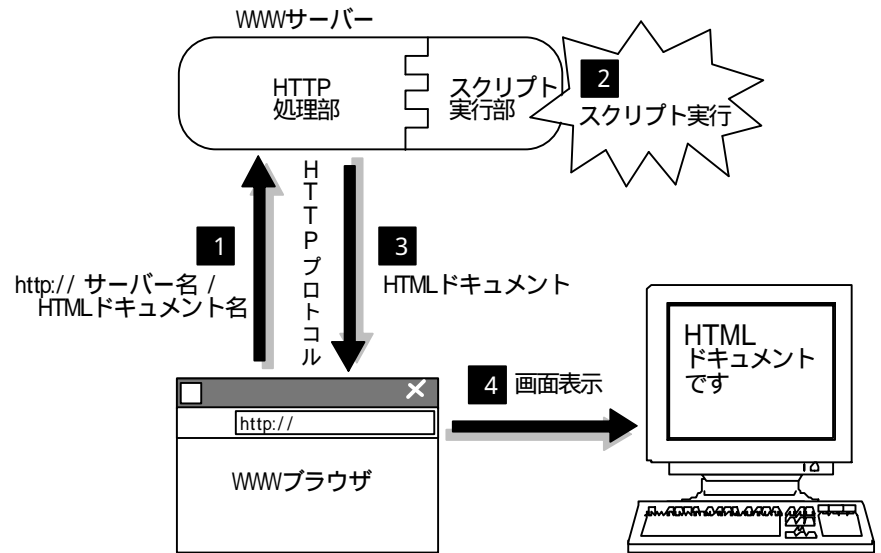 WWWサーバー
HTTP
処理部
スクリプト
実行部
2
スクリプト実行
HTTPプロトコル
1
http:// サーバー名 /
HTMLドキュメント名
3
HTMLドキュメント
http://
WWWブラウザ
4 画面表示
HTML
ドキュメント
です